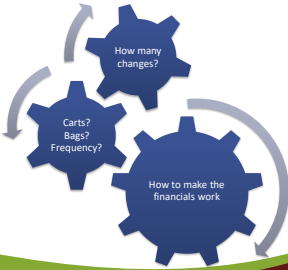 How many
changes?
Carts?
Bags?
Frequency?
How to make the
financials work